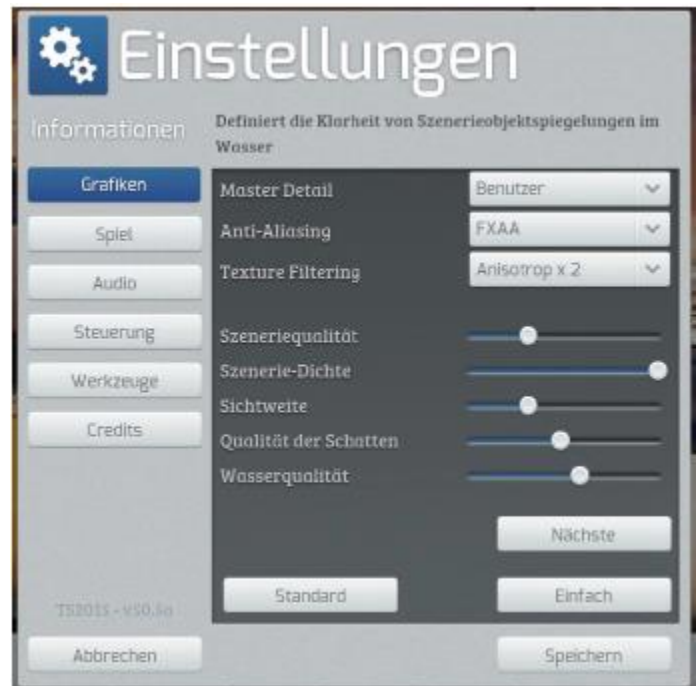 Einstellungen
Informationen
Definiert die Klarheit von Szenerieobjektspiegelungen im
Wasser
Grafiken
Spiel
Audio
Steuerung
Werkzeuge
Credits
Master Detail
Benutzer
Anti-Aliasing
FXAA
Texture Filtering
Anisotrop x 2
Szeneriequalität
Szenerie-Dichte
Sichtweite
Qualität der Schatten
Wasserqualität
Nächste
Standard
Einfach
Abbrechen
Speichern